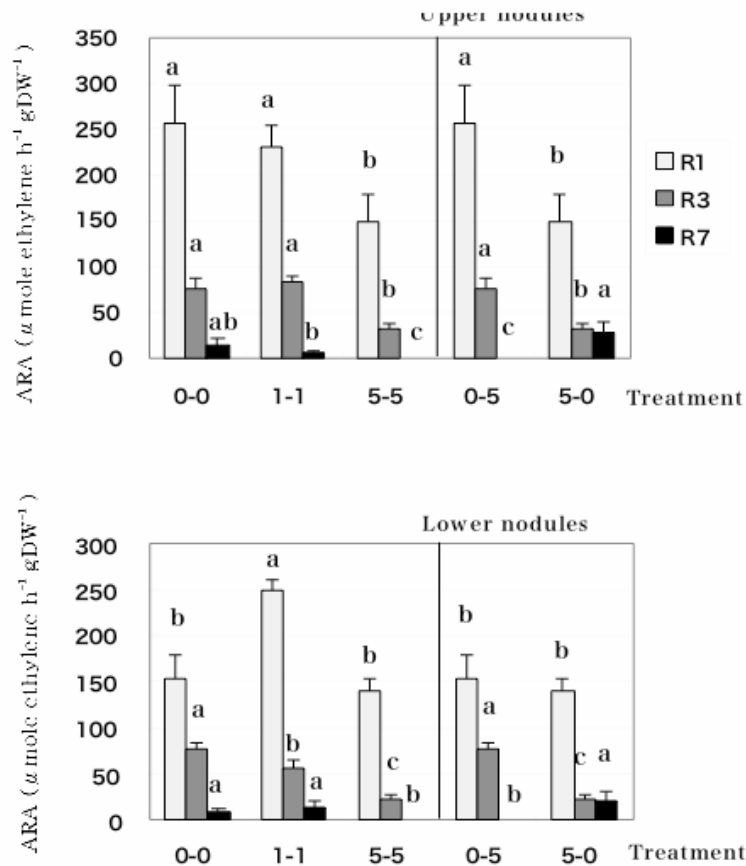 Upper nodules
350
300
250
200
150
100
50
0
ARA (μ mole ethylene h⁻¹ gDW⁻¹)
a a b a b
a a b a b a
ab b c c
R1
R3
R7
0-0 1-1 5-5 0-5 5-0 Treatment
Lower nodules
300
250
200
150
100
50
0
ARA (μ mole ethylene h⁻¹ gDW⁻¹)
b a b b b
a b c a c a
a a b b
0-0 1-1 5-5 0-5 5-0 Treatment